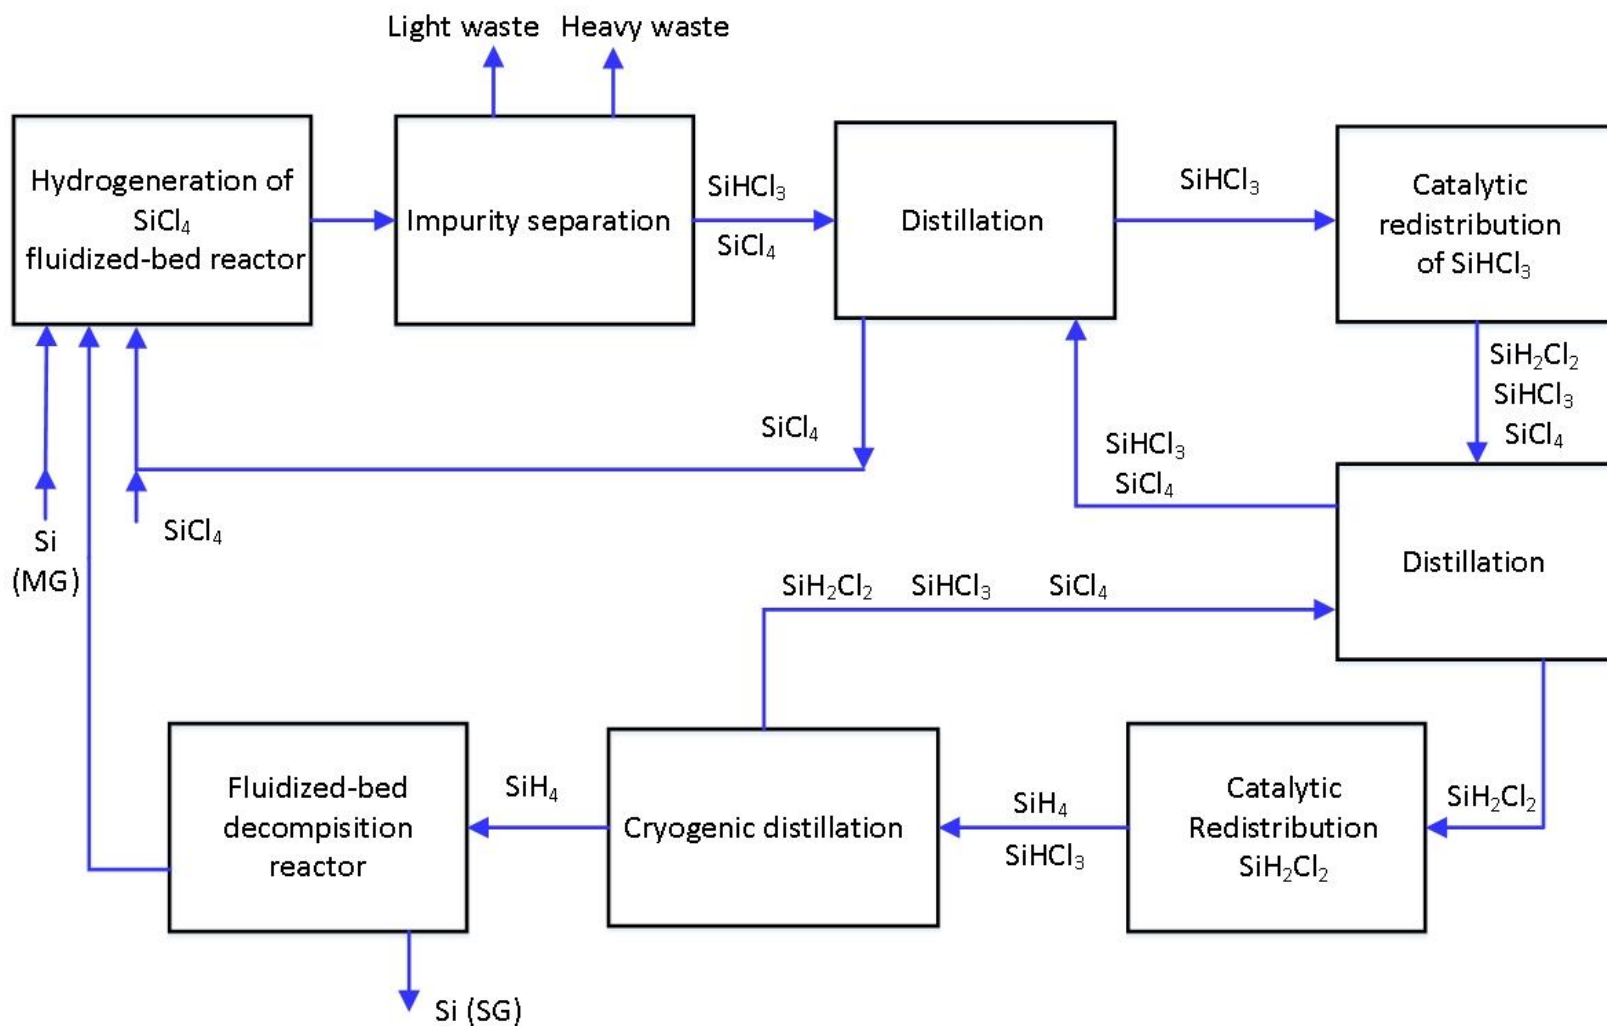 Light waste
Heavy waste
Hydrogeneration of
SiCl₄
fluidized-bed reactor
Impurity separation
SiHCl₃
SiCl₄
Distillation
SiHCl₃
Catalytic
redistribution
of SiHCl₃
SiH₂Cl₂
SiHCl₃
SiCl₄
SiCl₄
SiHCl₃
SiCl₄
Si
(MG)
SiCl₄
Distillation
SiH₂Cl₂ SiHCl₃ SiCl₄
Fluidized-bed
decompisition
reactor
SiH₄
Cryogenic distillation
SiH₄
SiHCl₃
Catalytic
Redistribution
SiH₂Cl₂
SiH₂Cl₂
Si (SG)